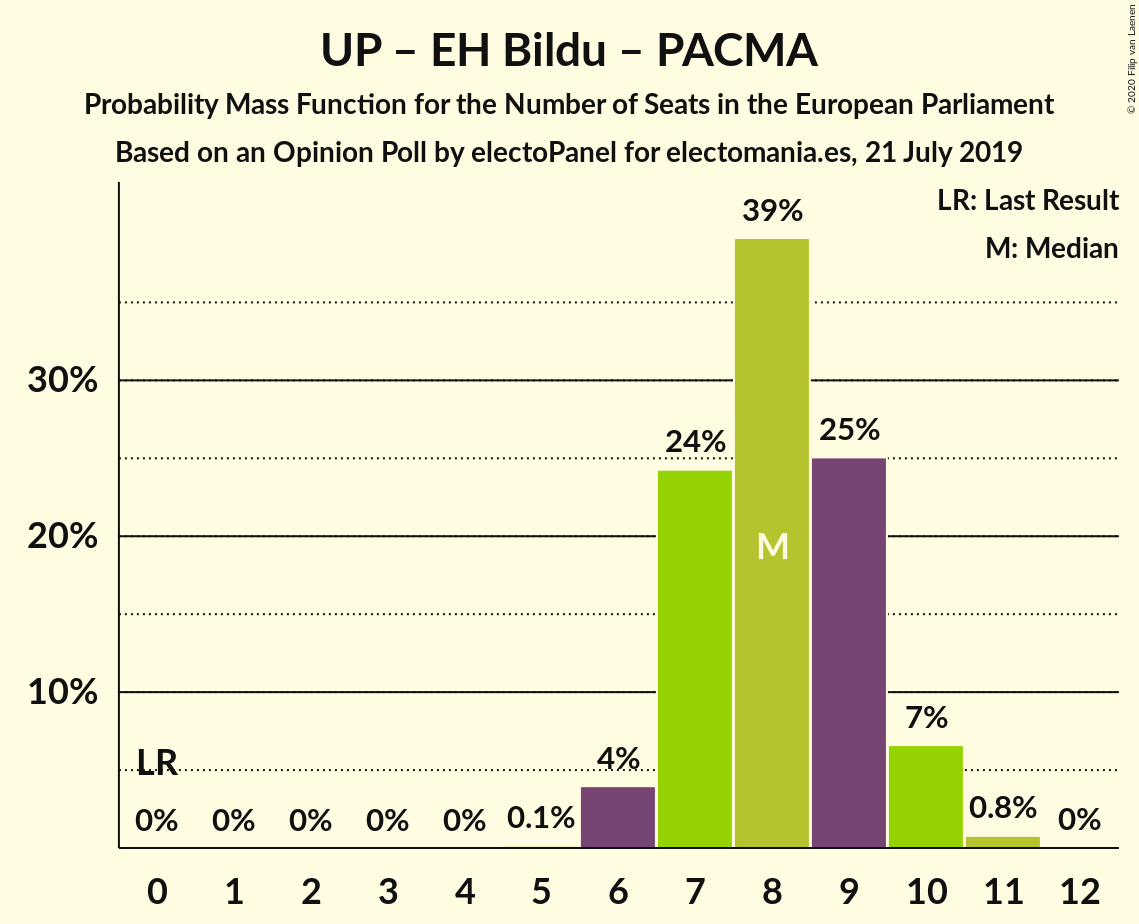 UP – EH Bildu – PACMA
Probability Mass Function for the Number of Seats in the European Parliament
Based on an Opinion Poll by electoPanel for electomania.es, 21 July 2019
© 2020 Filip van Laenen
LR: Last Result
M: Median
39%
30%
25%
24%
20%
M
10%
7%
LR
4%
0% 0% 0% 0% 0% 0.1% 0.8% 0%
0 1 2 3 4 5 6 7 8 9 10 11 12